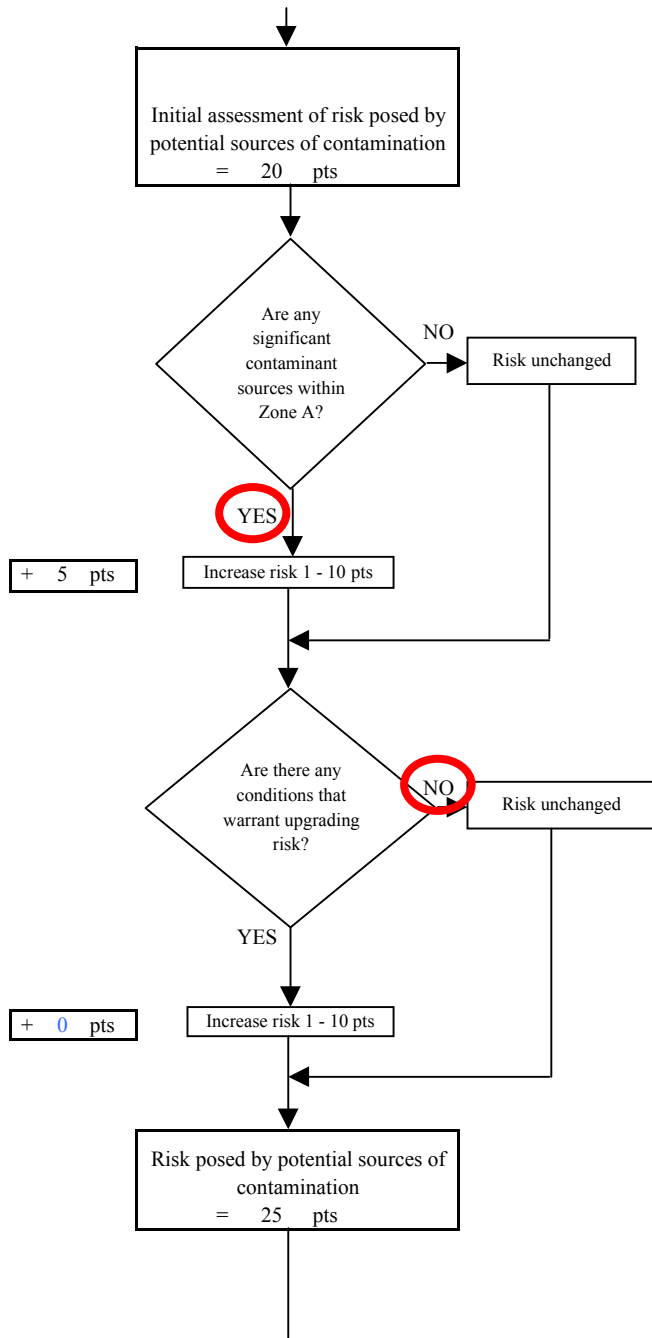 Initial assessment of risk posed by
potential sources of contamination
= 20 pts
Are any
significant
contaminant
sources within
Zone A?
NO
Risk unchanged
YES
+ 5 pts
Increase risk 1 - 10 pts
Are there any
conditions that
warrant upgrading
risk?
NO
Risk unchanged
YES
+ 0 pts
Increase risk 1 - 10 pts
Risk posed by potential sources of
contamination
= 25 pts